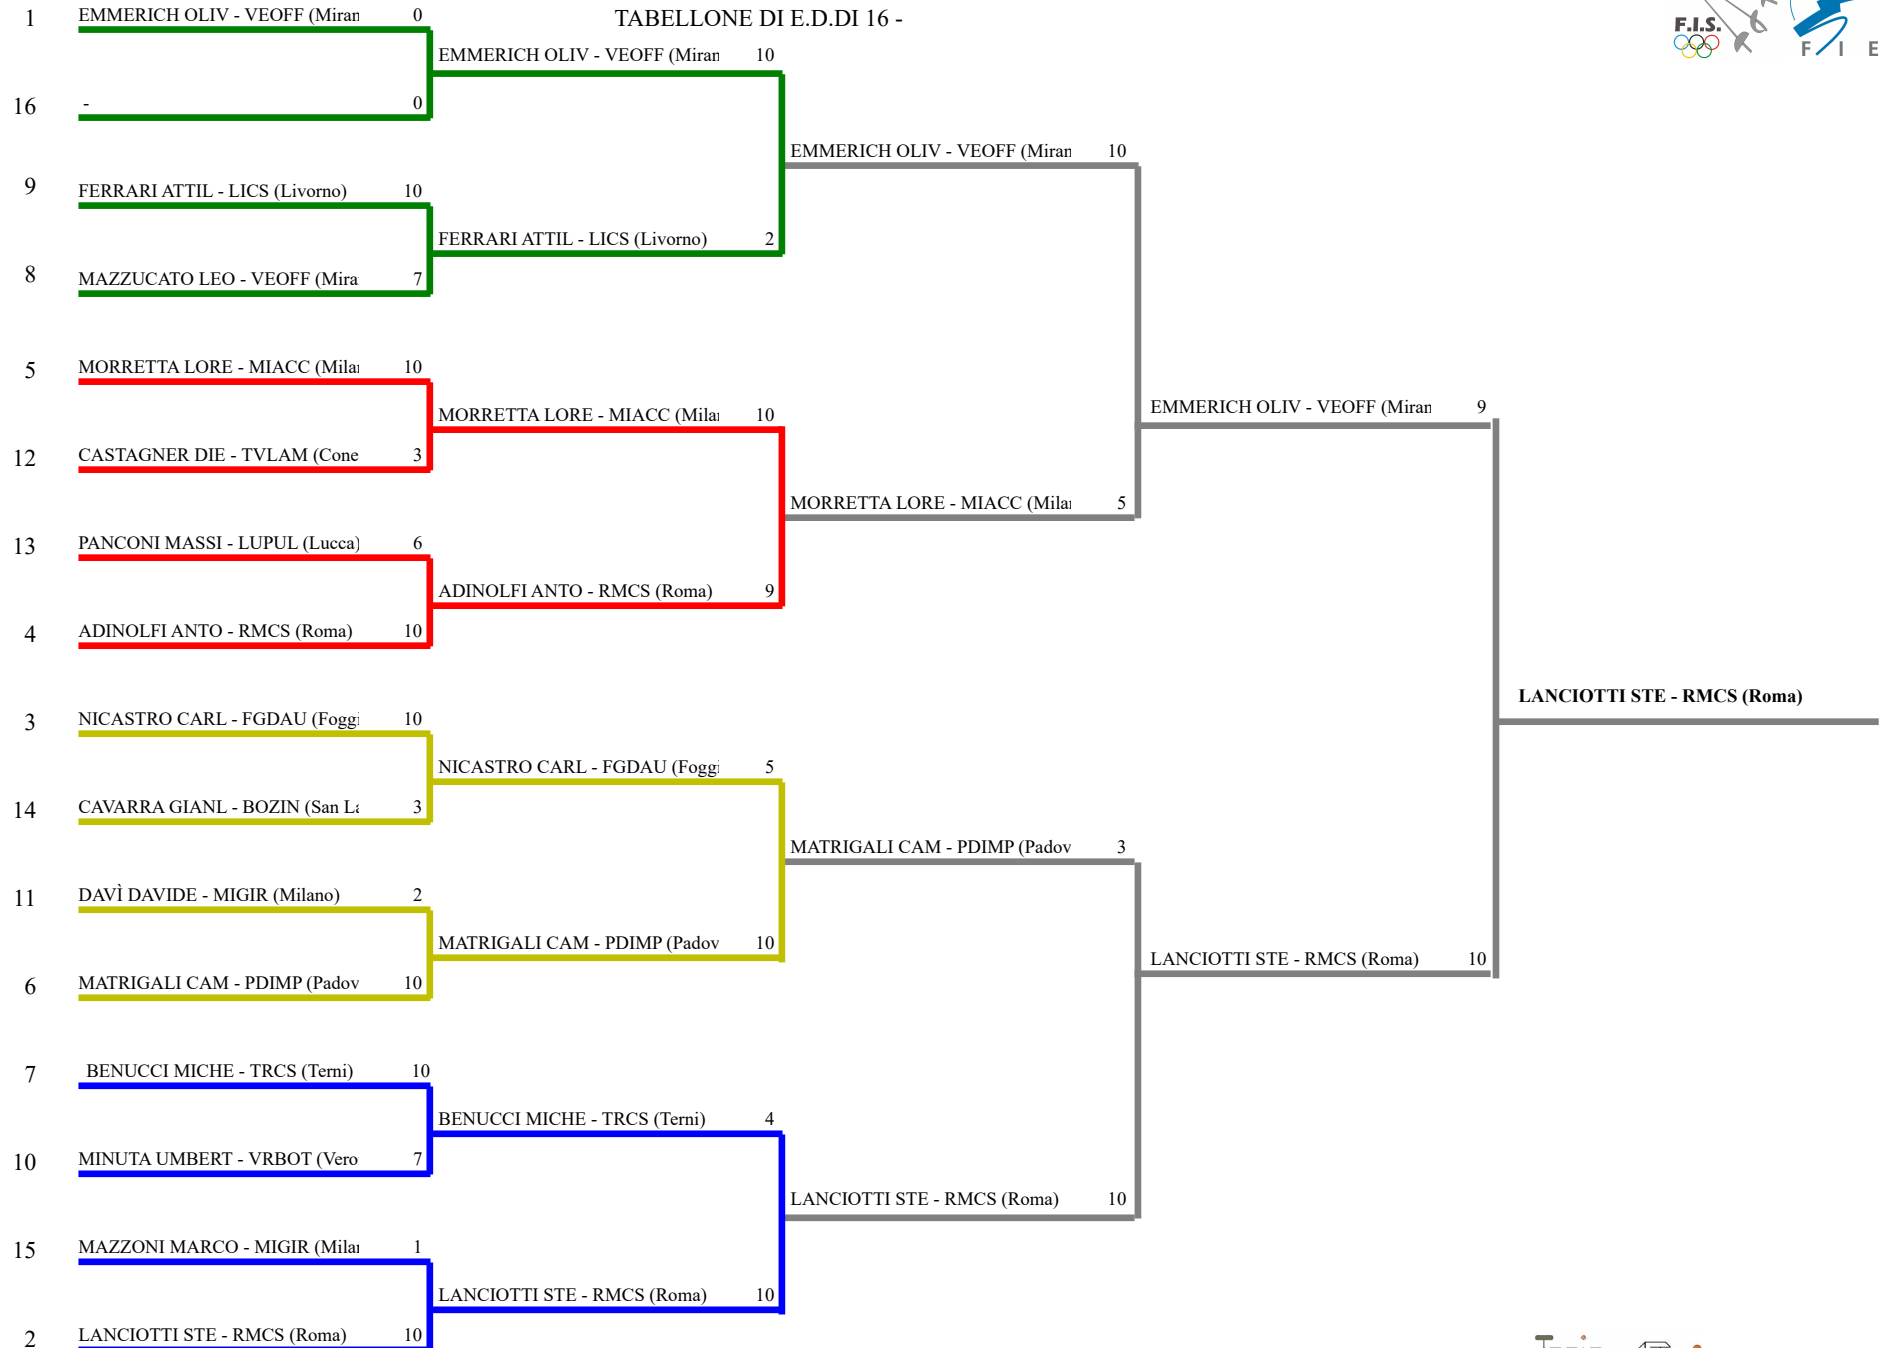 TABELLONE DI E.D.DI 16 -
F.I.S.
F I E
1 EMMERICH OLIV - VEOFF (Miran 0
EMMERICH OLIV - VEOFF (Miran 10
16 - 0
EMMERICH OLIV - VEOFF (Miran 10
9 FERRARI ATTIL - LICS (Livorno) 10
FERRARI ATTIL - LICS (Livorno) 2
8 MAZZUCATO LEO - VEOFF (Mira 7
5 MORRETTA LORE - MIACC (Mila 10
EMMERICH OLIV - VEOFF (Miran 9
MORRETTA LORE - MIACC (Mila 10
12 CASTAGNER DIE - TVLAM (Cone 3
MORRETTA LORE - MIACC (Mila 5
13 PANCONI MASSI - LUPUL (Lucca) 6
ADINOLFI ANTO - RMCS (Roma) 9
4 ADINOLFI ANTO - RMCS (Roma) 10
LANCIOTTI STE - RMCS (Roma)
3 NICASTRO CARL - FGDAU (Foggi 10
NICASTRO CARL - FGDAU (Foggi 5
14 CAVARRA GIANL - BOZIN (San La 3
MATRIGALI CAM - PDIMP (Padov 3
11 DAVÌ DAVIDE - MIGIR (Milano) 2
MATRIGALI CAM - PDIMP (Padov 10
LANCIOTTI STE - RMCS (Roma) 10
6 MATRIGALI CAM - PDIMP (Padov 10
7 BENUCCI MICHE - TRCS (Terni) 10
BENUCCI MICHE - TRCS (Terni) 4
10 MINUTA UMBERT - VRBOT (Vero 7
LANCIOTTI STE - RMCS (Roma) 10
15 MAZZONI MARCO - MIGIR (Mila 1
LANCIOTTI STE - RMCS (Roma) 10
2 LANCIOTTI STE - RMCS (Roma) 10